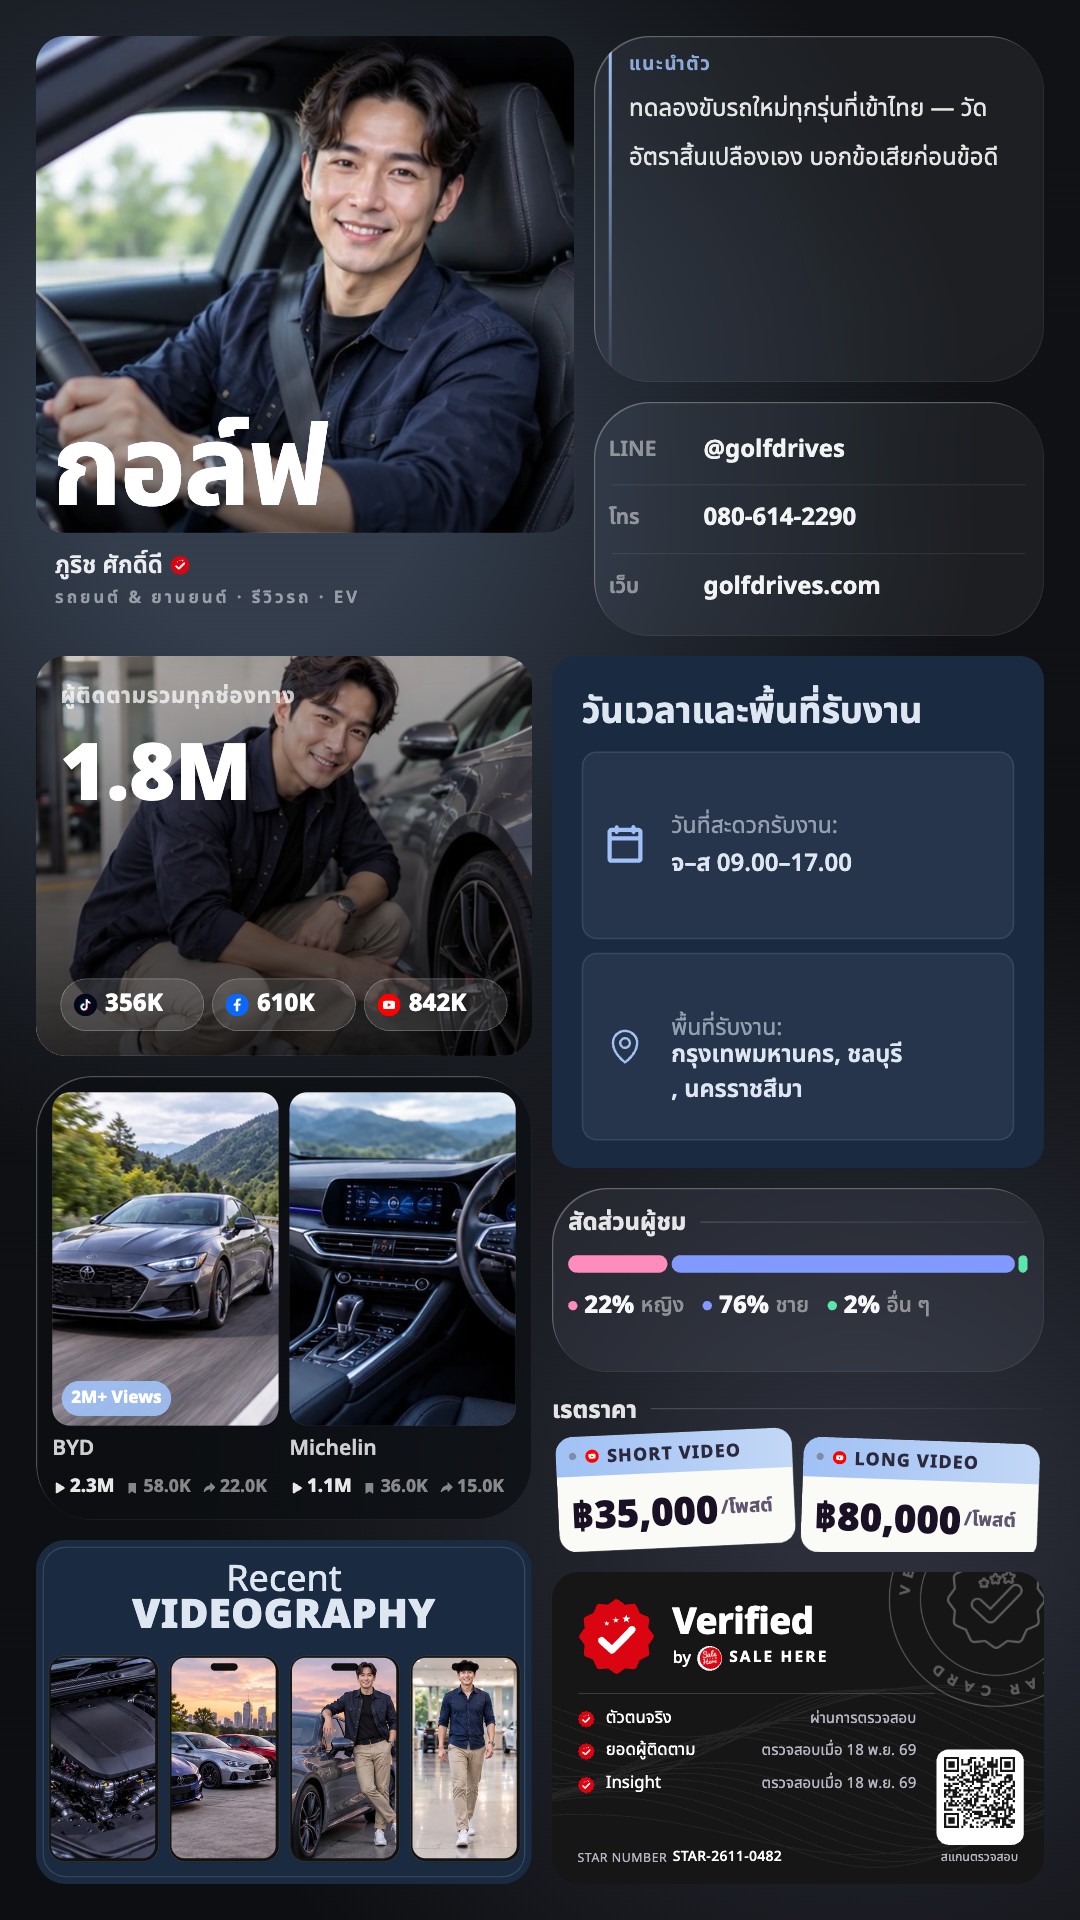 กอล์ฟ
ภูริช ศักดิ์ดี
รถยนต์ & ยานยนต์ · รีวิวรถ · EV
แนะนำตัว
ทดลองขับรถใหม่ทุกรุ่นที่เข้าไทย — วัด
อัตราสิ้นเปลืองเอง บอกข้อเสียก่อนข้อดี
LINE @golfdrives
โทร 080-614-2290
เว็บ golfdrives.com
ผู้ติดตามรวมทุกช่องทาง
1.8M
356K 610K 842K
วันเวลาและพื้นที่รับงาน
วันที่สะดวกรับงาน:
จ–ส 09.00–17.00
พื้นที่รับงาน:
กรุงเทพมหานคร, ชลบุรี
, นครราชสีมา
2M+ Views
BYD
2.3M 58.0K 22.0K
Michelin
1.1M 36.0K 15.0K
สัดส่วนผู้ชม
22% หญิง 76% ชาย 2% อื่น ๆ
เรตราคา
SHORT VIDEO
฿35,000/โพสต์
LONG VIDEO
฿80,000/โพสต์
Recent
VIDEOGRAPHY
Verified
by SALE HERE
ตัวตนจริง ผ่านการตรวจสอบ
ยอดผู้ติดตาม ตรวจสอบเมื่อ 18 พ.ย. 69
Insight ตรวจสอบเมื่อ 18 พ.ย. 69
STAR NUMBER STAR-2611-0482
สแกนตรวจสอบ